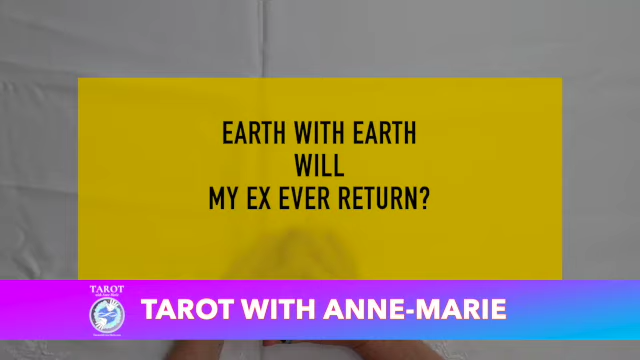 EARTH WITH EARTH
WILL
MY EX EVER RETURN?
TAROT
TAROT WITH ANNE-MARIE